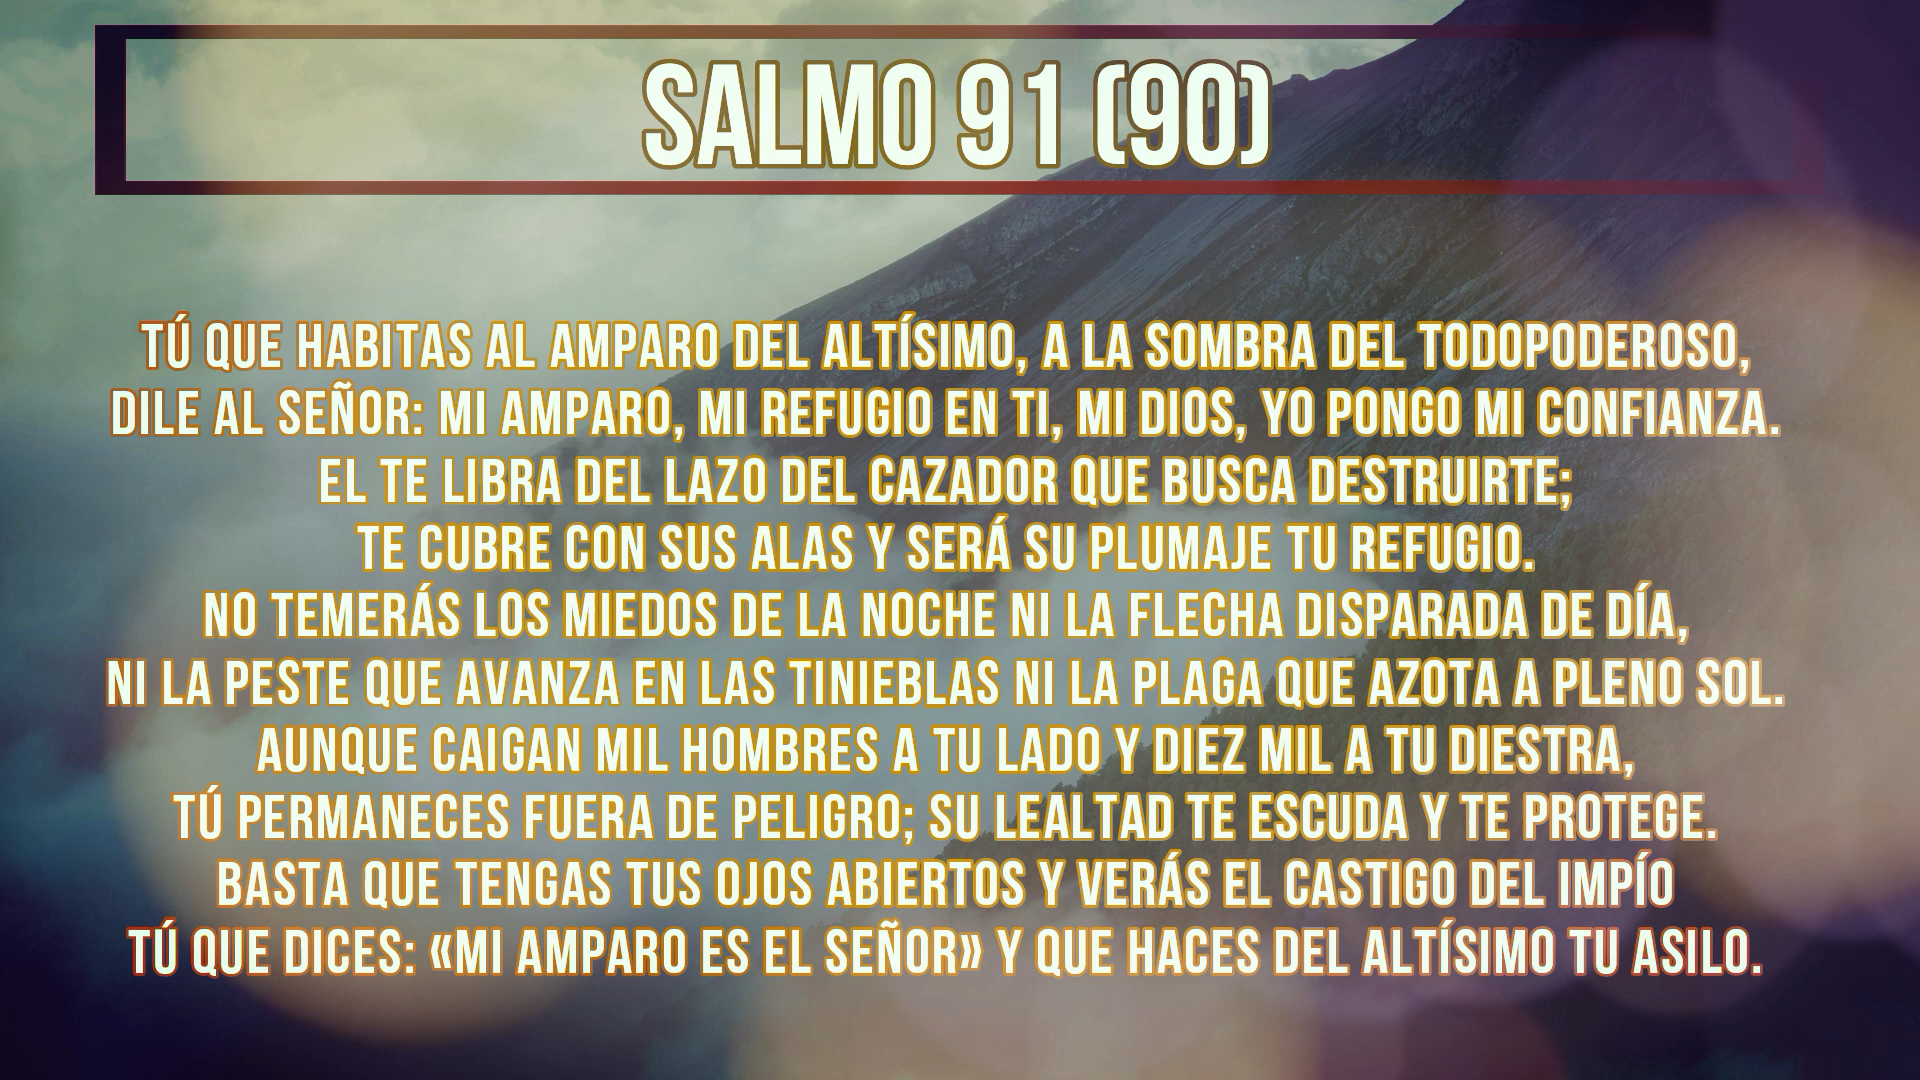 SALMO 91 (90)
TÚ QUE HABITAS AL AMPARO DEL ALTÍSIMO, A LA SOMBRA DEL TODOPODEROSO,
DILE AL SEÑOR: MI AMPARO, MI REFUGIO EN TI, MI DIOS, YO PONGO MI CONFIANZA.
EL TE LIBRA DEL LAZO DEL CAZADOR QUE BUSCA DESTRUIRTE;
TE CUBRE CON SUS ALAS Y SERÁ SU PLUMAJE TU REFUGIO.
NO TEMERÁS LOS MIEDOS DE LA NOCHE NI LA FLECHA DISPARADA DE DÍA,
NI LA PESTE QUE AVANZA EN LAS TINIEBLAS NI LA PLAGA QUE AZOTA A PLENO SOL.
AUNQUE CAIGAN MIL HOMBRES A TU LADO Y DIEZ MIL A TU DIESTRA,
TÚ PERMANECES FUERA DE PELIGRO; SU LEALTAD TE ESCUDA Y TE PROTEGE.
BASTA QUE TENGAS TUS OJOS ABIERTOS Y VERÁS EL CASTIGO DEL IMPÍO
TÚ QUE DICES: «MI AMPARO ES EL SEÑOR» Y QUE HACES DEL ALTÍSIMO TU ASILO.